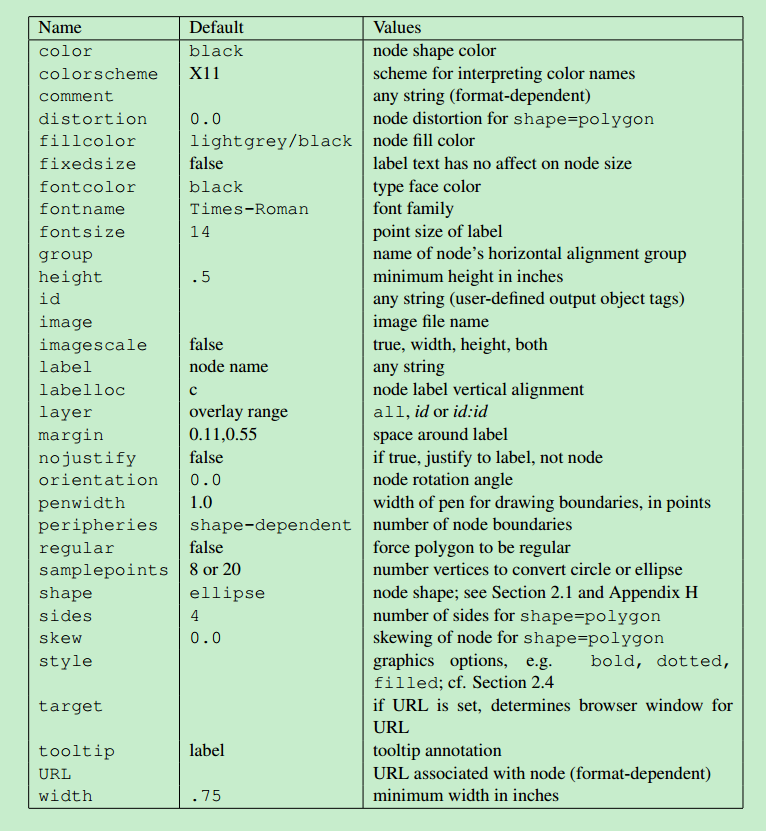 Name Default Values
color black node shape color
colorscheme X11 scheme for interpreting color names
comment any string (format-dependent)
distortion 0.0 node distortion for shape=polygon
fillcolor lightgrey/black node fill color
fixedsize false label text has no affect on node size
fontcolor black type face color
fontname Times-Roman font family
fontsize 14 point size of label
group name of node's horizontal alignment group
height .5 minimum height in inches
id any string (user-defined output object tags)
image image file name
imagescale false true, width, height, both
label node name any string
labelloc c node label vertical alignment
layer overlay range all, id or id:id
margin 0.11,0.55 space around label
nojustify false if true, justify to label, not node
orientation 0.0 node rotation angle
penwidth 1.0 width of pen for drawing boundaries, in points
peripheries shape-dependent number of node boundaries
regular false force polygon to be regular
samplepoints 8 or 20 number vertices to convert circle or ellipse
shape ellipse node shape; see Section 2.1 and Appendix H
sides 4 number of sides for shape=polygon
skew 0.0 skewing of node for shape=polygon
style graphics options, e.g. bold, dotted,
filled; cf. Section 2.4
target if URL is set, determines browser window for
URL
tooltip label tooltip annotation
URL URL associated with node (format-dependent)
width .75 minimum width in inches